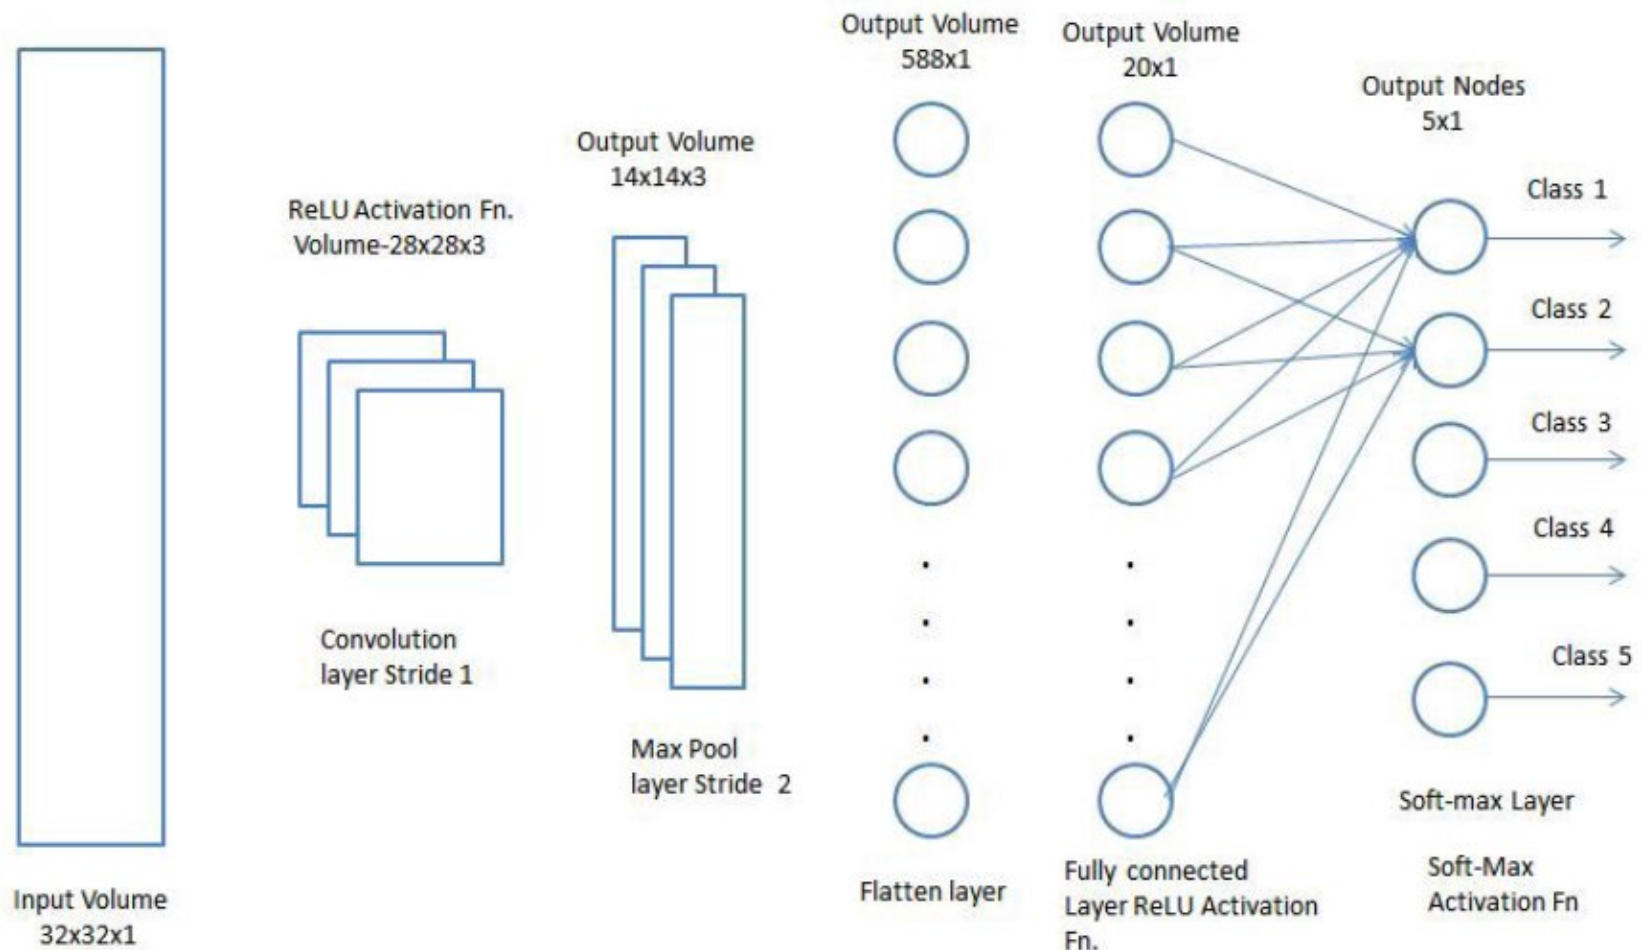 Input Volume
32x32x1
ReLU Activation Fn.
Volume-28x28x3
Convolution
layer Stride 1
Output Volume
14x14x3
Max Pool
layer Stride 2
Output Volume
588x1
Flatten layer
Output Volume
20x1
Fully connected
Layer ReLU Activation
Fn.
Output Nodes
5x1
Class 1
Class 2
Class 3
Class 4
Class 5
Soft-max Layer
Soft-Max
Activation Fn